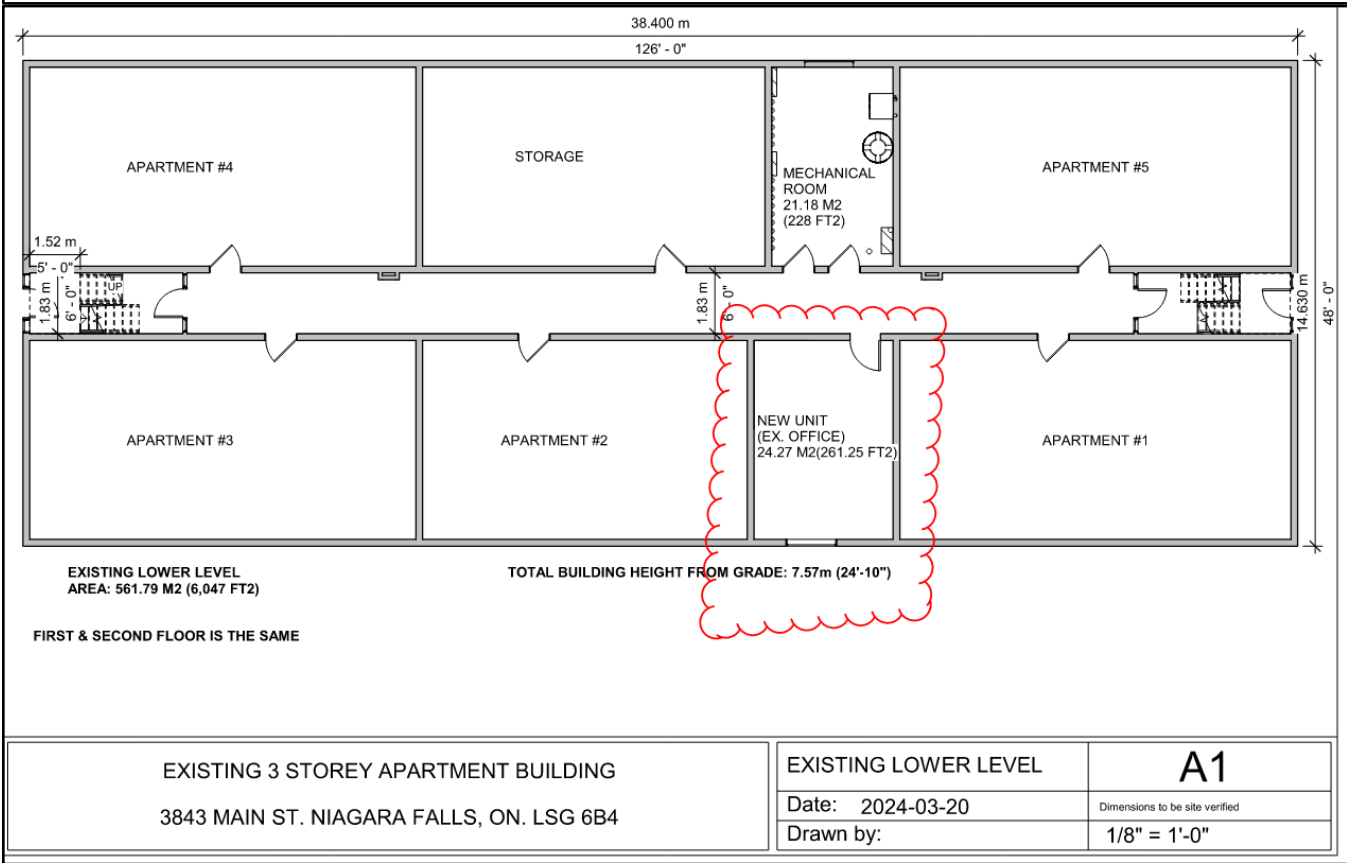 38.400 m
126' - 0"
APARTMENT #4
STORAGE
MECHANICAL
ROOM
21.18 M2
(228 FT2)
APARTMENT #5
1.52 m
5' - 0"
UP
1.83 m
6' - 0"
1.83 m
6' - 0"
14.630 m
48' - 0"
APARTMENT #3
APARTMENT #2
NEW UNIT
(EX. OFFICE)
24.27 M2(261.25 FT2)
APARTMENT #1
EXISTING LOWER LEVEL
AREA: 561.79 M2 (6,047 FT2)
TOTAL BUILDING HEIGHT FROM GRADE: 7.57m (24'-10")
FIRST & SECOND FLOOR IS THE SAME
EXISTING 3 STOREY APARTMENT BUILDING
3843 MAIN ST. NIAGARA FALLS, ON. LSG 6B4
EXISTING LOWER LEVEL
A1
Date: 2024-03-20
Dimensions to be site verified
Drawn by:
1/8" = 1'-0"